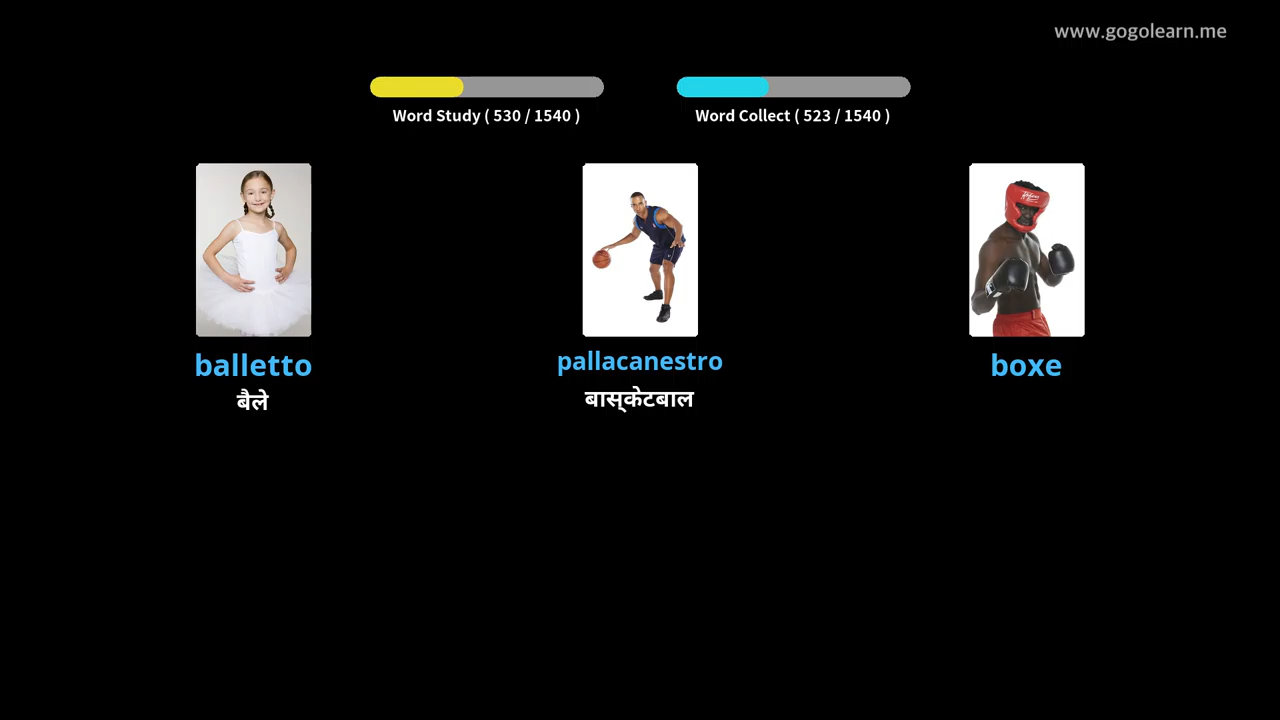 www.gogolearn.me
Word Study ( 530 / 1540 )
Word Collect ( 523 / 1540 )
balletto
pallacanestro
boxe
बैले
बास्केटबाल